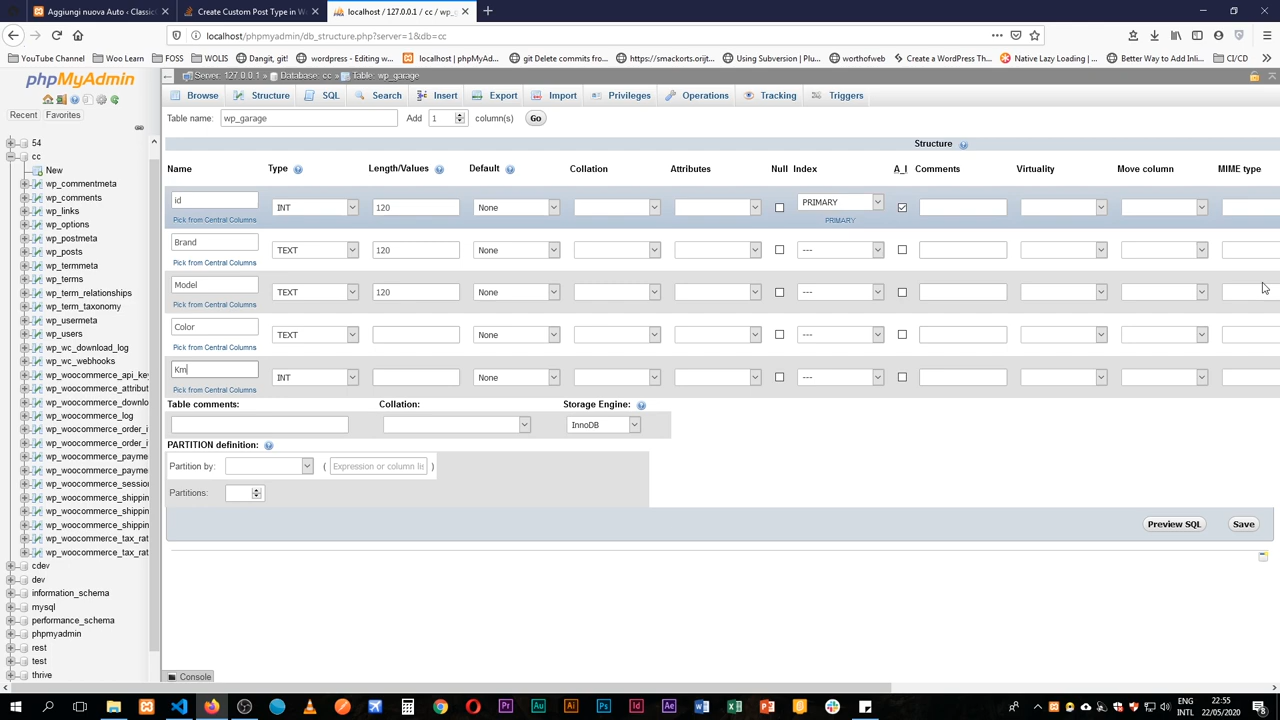 Aggiungi nuova Auto ‹ Classic
Create Custom Post Type in W
localhost / 127.0.0.1 / cc / wp_g
localhost/phpmyadmin/db_structure.php?server=1&db=cc
YouTube Channel
Woo Learn
FOSS
WOLIS
Dangit, git!
wordpress - Editing w...
localhost | phpMyAd...
git Delete commits fro...
https://smackorts.orijt...
Using Subversion | Ru...
worthofweb
Create a WordPress Th...
Native Lazy Loading | ...
Better Way to Add Inli...
CI/CD
phpMyAdmin
Recent Favorites
54
cc
New
wp_commentmeta
wp_comments
wp_links
wp_options
wp_postmeta
wp_posts
wp_termmeta
wp_terms
wp_term_relationships
wp_term_taxonomy
wp_usermeta
wp_users
wp_wc_download_log
wp_wc_webhooks
wp_woocommerce_api_ke
wp_woocommerce_attribut
wp_woocommerce_downlo
wp_woocommerce_log
wp_woocommerce_order_i
wp_woocommerce_order_i
wp_woocommerce_payme
wp_woocommerce_payme
wp_woocommerce_sessio
wp_woocommerce_shippin
wp_woocommerce_shippin
wp_woocommerce_shippin
wp_woocommerce_tax_rat
wp_woocommerce_tax_rat
cdev
dev
information_schema
mysql
performance_schema
phpmyadmin
rest
test
thrive
Server: 127.0.0.1 » Database: cc » Table: wp_garage
Browse Structure SQL Search Insert Export Import Privileges Operations Tracking Triggers
Table name: wp_garage Add 1 column(s) Go
Structure
Name Type Length/Values Default Collation Attributes Null Index A_I Comments Virtuality Move column MIME type
id INT 120 None PRIMARY
Pick from Central Columns PRIMARY
Brand TEXT 120 None ---
Pick from Central Columns
Model TEXT 120 None ---
Pick from Central Columns
Color TEXT None ---
Pick from Central Columns
Km INT None ---
Pick from Central Columns
Table comments: Collation: Storage Engine:
InnoDB
PARTITION definition:
Partition by: ( Expression or column lis )
Partitions:
Preview SQL Save
Console
ENG 22:55
INTL 22/05/2020